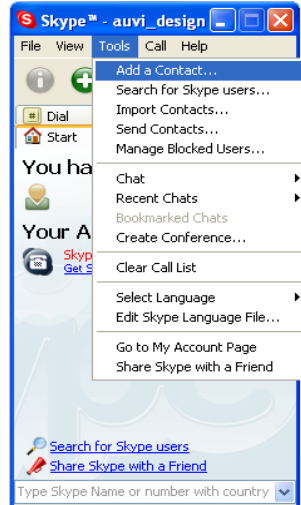 Skype™ - auvi_design
File View Tools Call Help
Add a Contact...
Search for Skype users...
Import Contacts...
Send Contacts...
Manage Blocked Users...
Chat
Recent Chats
Bookmarked Chats
Create Conference...
Clear Call List
Select Language
Edit Skype Language File...
Go to My Account Page
Share Skype with a Friend
Dial
Start
You ha
Your A
Skyp
Get S
Search for Skype users
Share Skype with a Friend
Type Skype Name or number with country